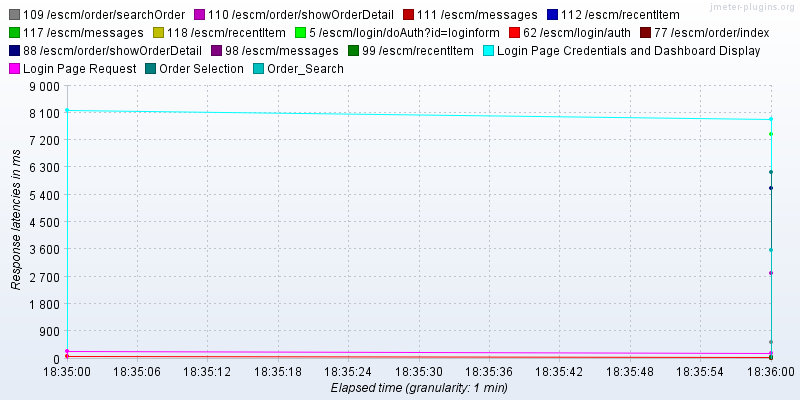 jmeter-plugins.org
109 /escm/order/searchOrder 110 /escm/order/showOrderDetail 111 /escm/messages 112 /escm/recentItem
117 /escm/messages 118 /escm/recentItem 5 /escm/login/doAuth?id=loginform 62 /escm/login/auth 77 /escm/order/index
88 /escm/order/showOrderDetail 98 /escm/messages 99 /escm/recentItem Login Page Credentials and Dashboard Display
Login Page Request Order Selection Order_Search
9 000
8 100
7 200
6 300
5 400
4 500
3 600
2 700
1 800
900
0
Response latencies in ms
18:35:00 18:35:06 18:35:12 18:35:18 18:35:24 18:35:30 18:35:36 18:35:42 18:35:48 18:35:54 18:36:00
Elapsed time (granularity: 1 min)